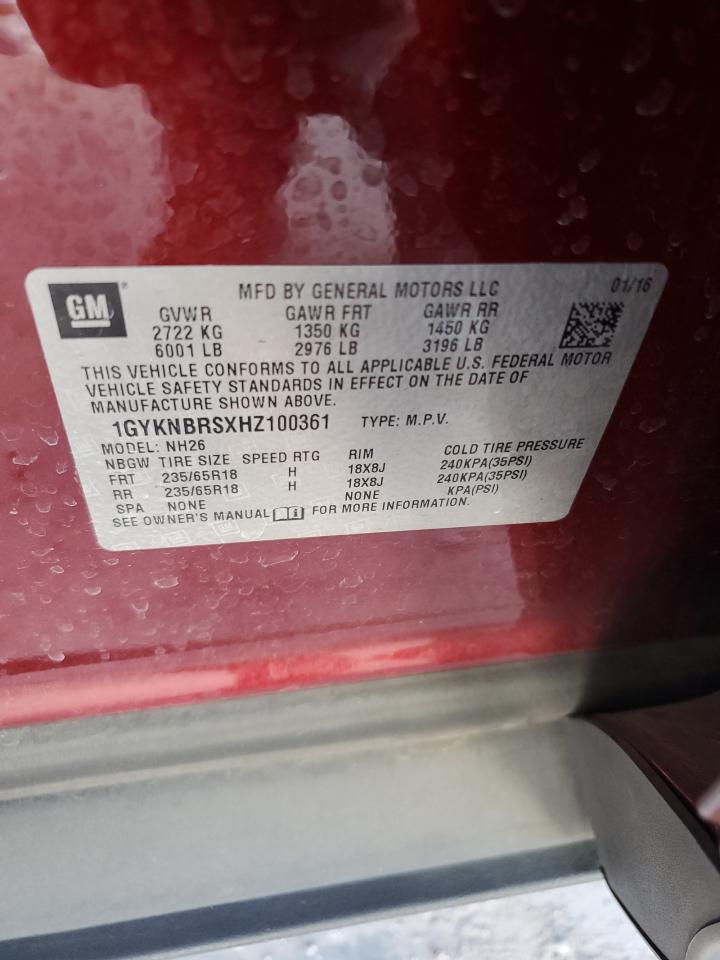 GM
MFD BY GENERAL MOTORS LLC 01/16
GVWR GAWR FRT GAWR RR
2722 KG 1350 KG 1450 KG
6001 LB 2976 LB 3196 LB
THIS VEHICLE CONFORMS TO ALL APPLICABLE U.S. FEDERAL MOTOR
VEHICLE SAFETY STANDARDS IN EFFECT ON THE DATE OF
MANUFACTURE SHOWN ABOVE.
1GYKNBRSXHZ100361 TYPE: M.P.V.
MODEL: NH26
NBGW TIRE SIZE SPEED RTG RIM COLD TIRE PRESSURE
FRT 235/65R18 H 18X8J 240KPA(35PSI)
RR 235/65R18 H 18X8J 240KPA(35PSI)
SPA NONE NONE KPA(PSI)
SEE OWNER'S MANUAL FOR MORE INFORMATION.